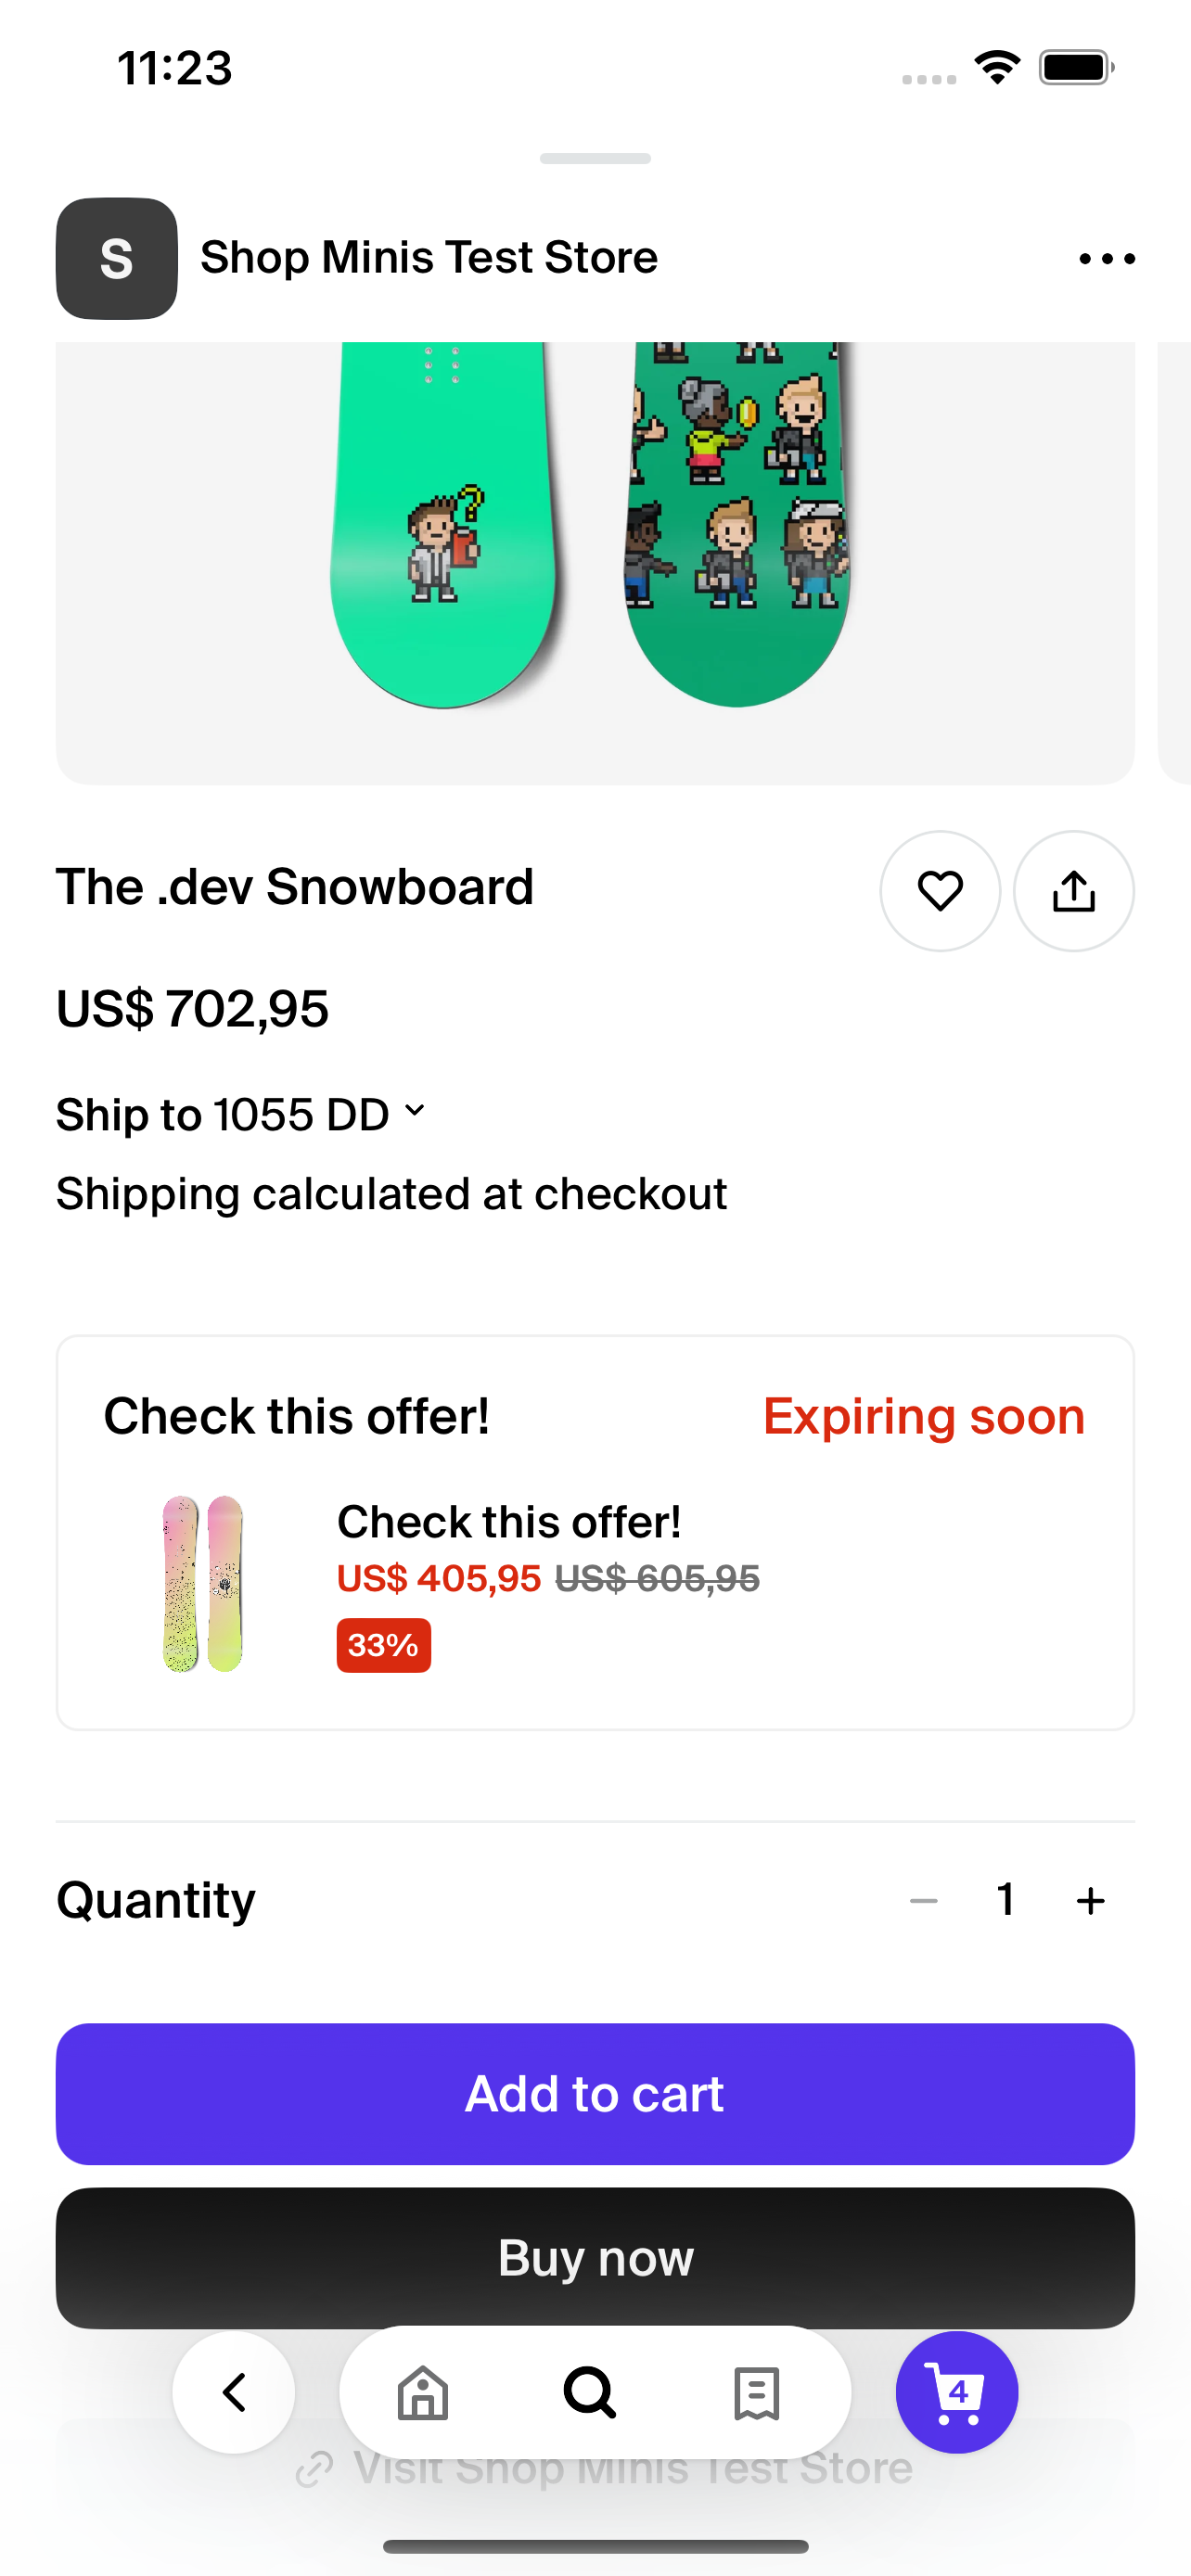 11:23
S
Shop Minis Test Store
The .dev Snowboard
US$ 702,95
Ship to 1055 DD
Shipping calculated at checkout
Check this offer!
Expiring soon
Check this offer!
US$ 405,95 US$ 605,95
33%
Quantity
1
Add to cart
Buy now
4
Visit Shop Minis Test Store